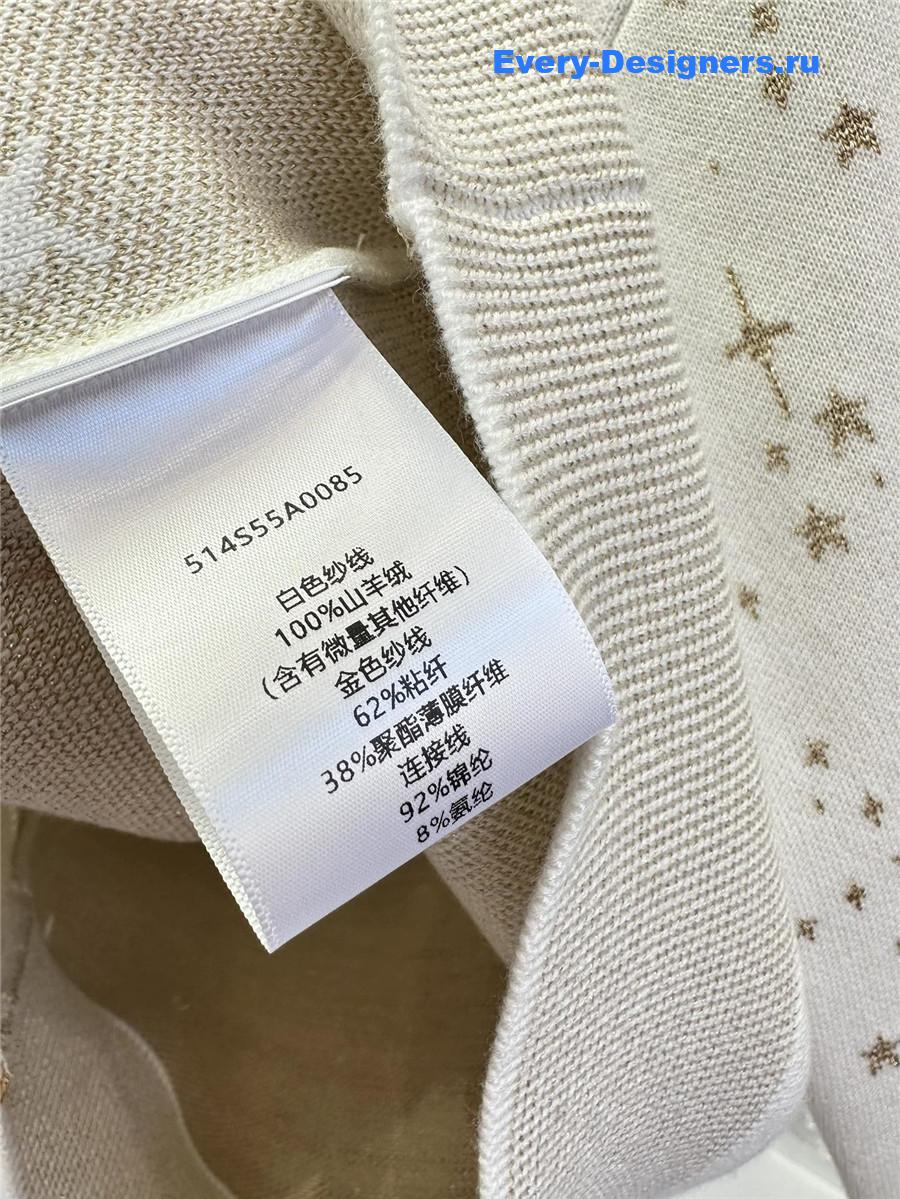 Every-Designers.ru
514S55A0085
白色纱线
100%山羊绒
(含有微量其他纤维)
金色纱线
62%粘纤
38%聚酯薄膜纤维
连接线
92%锦纶
8%氨纶